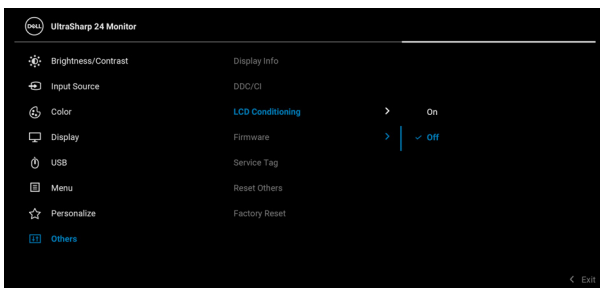 DELL UltraSharp 24 Monitor
Brightness/Contrast Display Info
Input Source DDC/CI
Color LCD Conditioning > On
Display Firmware > ✓ Off
USB Service Tag
Menu Reset Others
Personalize Factory Reset
Others
< Exit